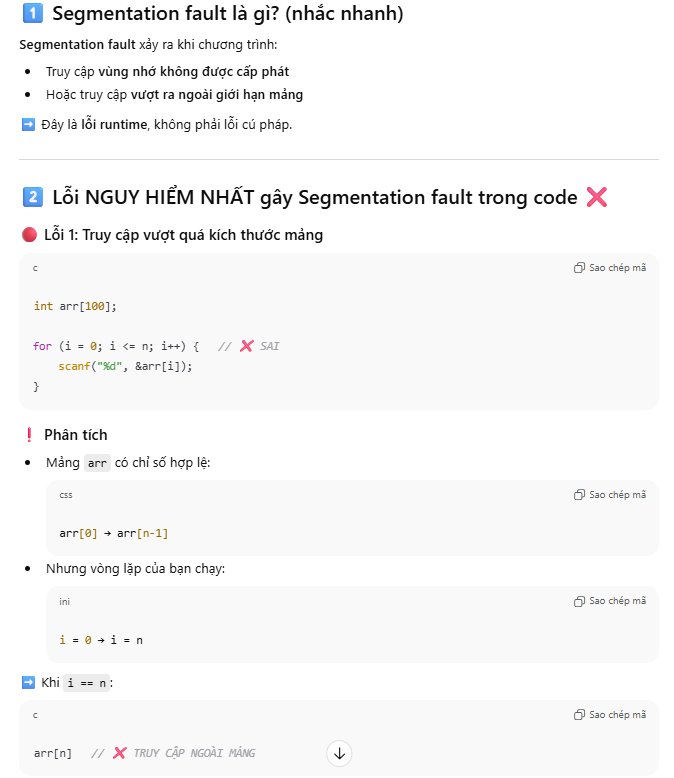 1 Segmentation fault là gì? (nhắc nhanh)
Segmentation fault xảy ra khi chương trình:
• Truy cập vùng nhớ không được cấp phát
• Hoặc truy cập vượt ra ngoài giới hạn mảng
➡️ Đây là lỗi runtime, không phải lỗi cú pháp.
2 Lỗi NGUY HIỂM NHẤT gây Segmentation fault trong code ❌
🔴 Lỗi 1: Truy cập vượt quá kích thước mảng
c
Sao chép mã
int arr[100];
for (i = 0; i <= n; i++) {   // ❌ SAI
    scanf("%d", &arr[i]);
}
❗ Phân tích
• Mảng arr có chỉ số hợp lệ:
css
Sao chép mã
arr[0] → arr[n-1]
• Nhưng vòng lặp của bạn chạy:
ini
Sao chép mã
i = 0 → i = n
➡️ Khi i == n:
c
Sao chép mã
arr[n]   // ❌ TRUY CẬP NGOÀI MẢNG